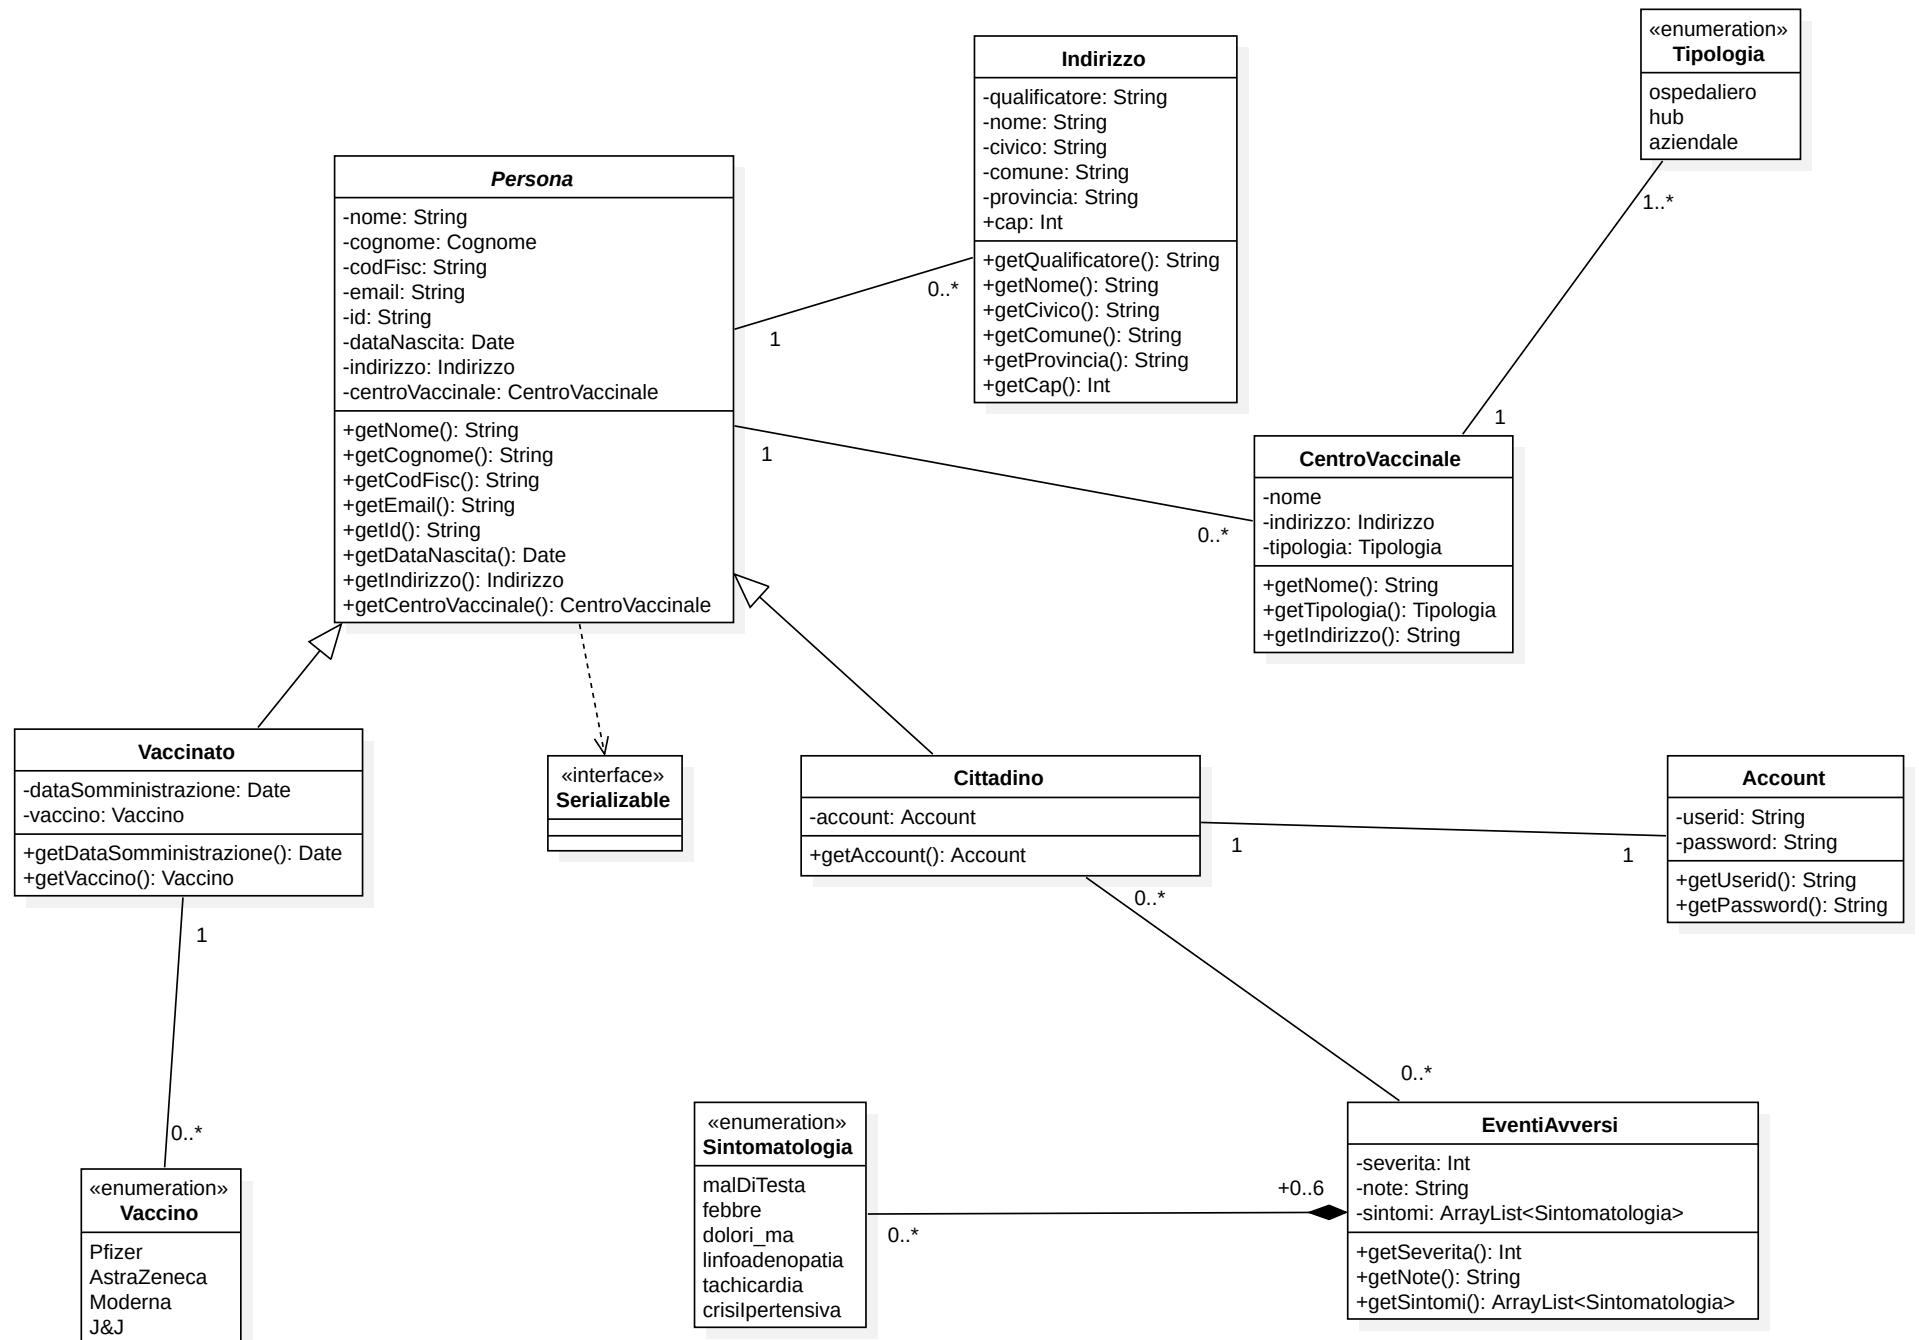 «enumeration»
Tipologia
ospedaliero
hub
aziendale
1..*
1
Indirizzo
-qualificatore: String
-nome: String
-civico: String
-comune: String
-provincia: String
+cap: Int
+getQualificatore(): String
+getNome(): String
+getCivico(): String
+getComune(): String
+getProvincia(): String
+getCap(): Int
Persona
-nome: String
-cognome: Cognome
-codFisc: String
-email: String
-id: String
-dataNascita: Date
-indirizzo: Indirizzo
-centroVaccinale: CentroVaccinale
+getNome(): String
+getCognome(): String
+getCodFisc(): String
+getEmail(): String
+getId(): String
+getDataNascita(): Date
+getIndirizzo(): Indirizzo
+getCentroVaccinale(): CentroVaccinale
0..*
1
1
0..*
CentroVaccinale
-nome
-indirizzo: Indirizzo
-tipologia: Tipologia
+getNome(): String
+getTipologia(): Tipologia
+getIndirizzo(): String
Vaccinato
-dataSomministrazione: Date
-vaccino: Vaccino
+getDataSomministrazione(): Date
+getVaccino(): Vaccino
«interface»
Serializable
Cittadino
-account: Account
+getAccount(): Account
1
1
Account
-userid: String
-password: String
+getUserid(): String
+getPassword(): String
0..*
0..*
1
0..*
«enumeration»
Vaccino
Pfizer
AstraZeneca
Moderna
J&J
«enumeration»
Sintomatologia
malDiTesta
febbre
dolori_ma
linfoadenopatia
tachicardia
crisiIpertensiva
0..*
+0..6
EventiAvversi
-severita: Int
-note: String
-sintomi: ArrayList<Sintomatologia>
+getSeverita(): Int
+getNote(): String
+getSintomi(): ArrayList<Sintomatologia>